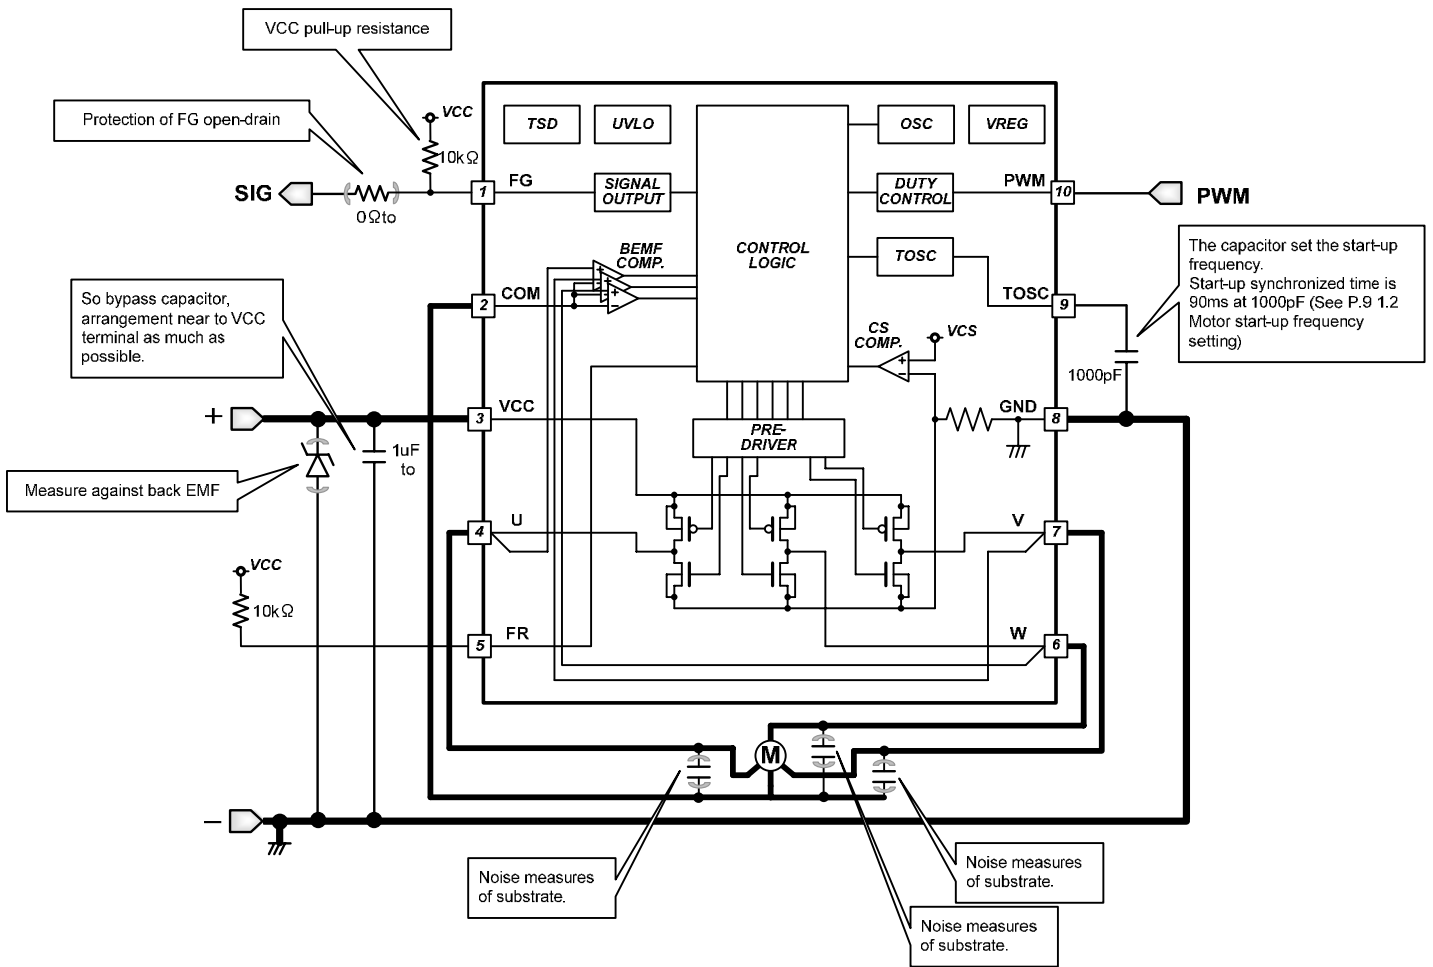 VCC pull-up resistance
Protection of FG open-drain
VCC
10kΩ
SIG
0Ωto
1
FG
TSD
UVLO
OSC
VREG
SIGNAL
OUTPUT
CONTROL
LOGIC
DUTY
CONTROL
PWM
10
PWM
The capacitor set the start-up
frequency.
Start-up synchronized time is
90ms at 1000pF (See P.9 1.2
Motor start-up frequency
setting)
BEMF
COMP.
TOSC
TOSC
9
1000pF
COM
2
So bypass capacitor,
arrangement near to VCC
terminal as much as
possible.
CS
COMP.
VCS
+
-
+
+
+
-
+
3
VCC
GND
8
PRE-
DRIVER
1uF
to
Measure against back EMF
4
U
V
7
VCC
10kΩ
5
FR
W
6
M
-
Noise measures
of substrate.
Noise measures
of substrate.
Noise measures
of substrate.